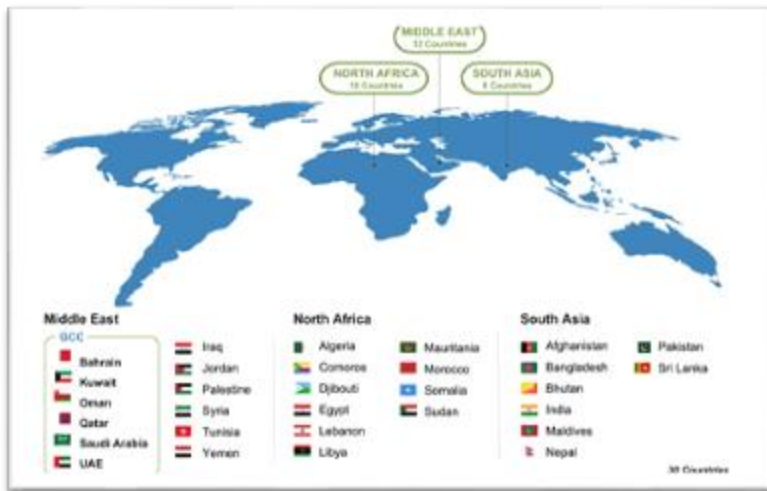 MIDDLE EAST
12 Countries
NORTH AFRICA
10 Countries
SOUTH ASIA
8 Countries
Middle East
GCC
Bahrain
Kuwait
Oman
Qatar
Saudi Arabia
UAE
Iraq
Jordan
Palestine
Syria
Tunisia
Yemen
North Africa
Algeria
Comoros
Djibouti
Egypt
Lebanon
Libya
Mauritania
Morocco
Somalia
Sudan
South Asia
Afghanistan
Bangladesh
Bhutan
India
Maldives
Nepal
Pakistan
Sri Lanka
30 Countries